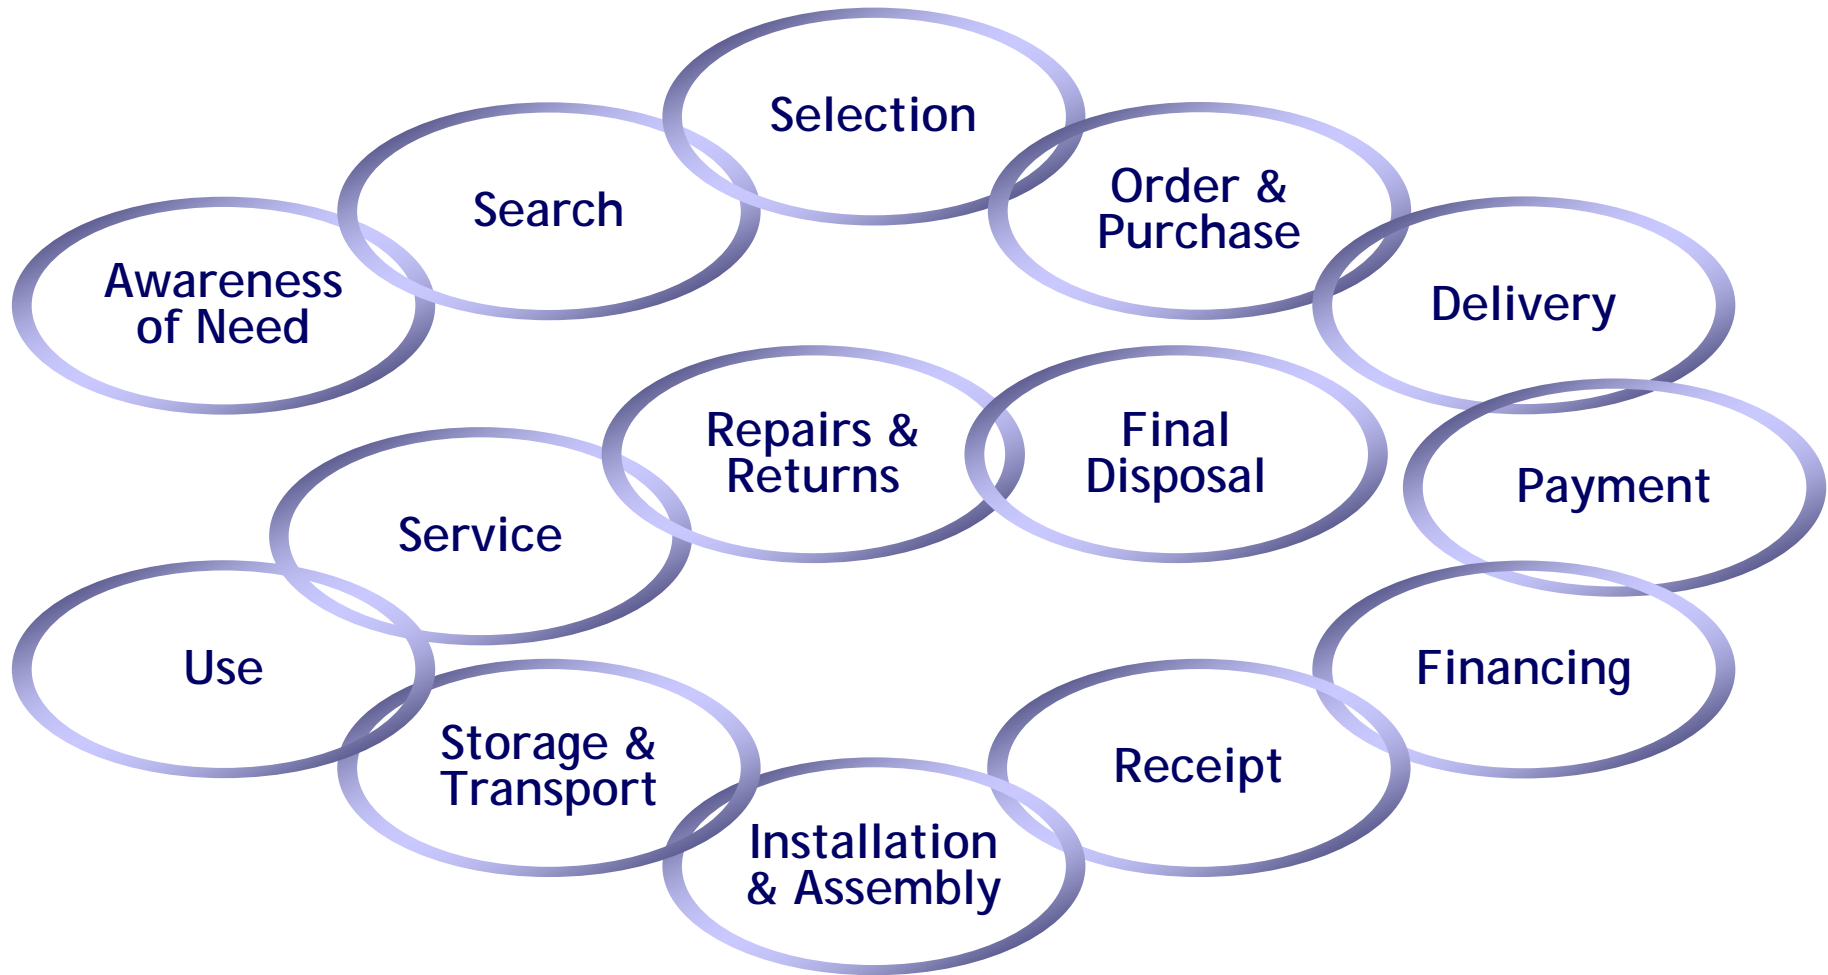 Selection
Search
Order &
Purchase
Awareness
of Need
Delivery
Repairs &
Returns
Final
Disposal
Payment
Service
Use
Financing
Storage &
Transport
Receipt
Installation
& Assembly